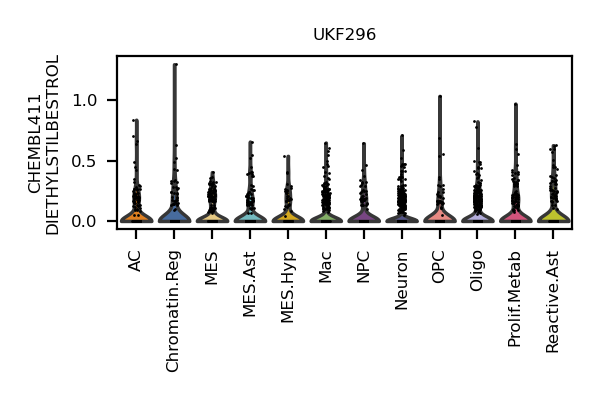 UKF296
CHEMBL411
DIETHYLSTILBESTROL
1.0
0.5
0.0
AC
Chromatin.Reg
MES
MES.Ast
MES.Hyp
Mac
NPC
Neuron
OPC
Oligo
Prolif.Metab
Reactive.Ast